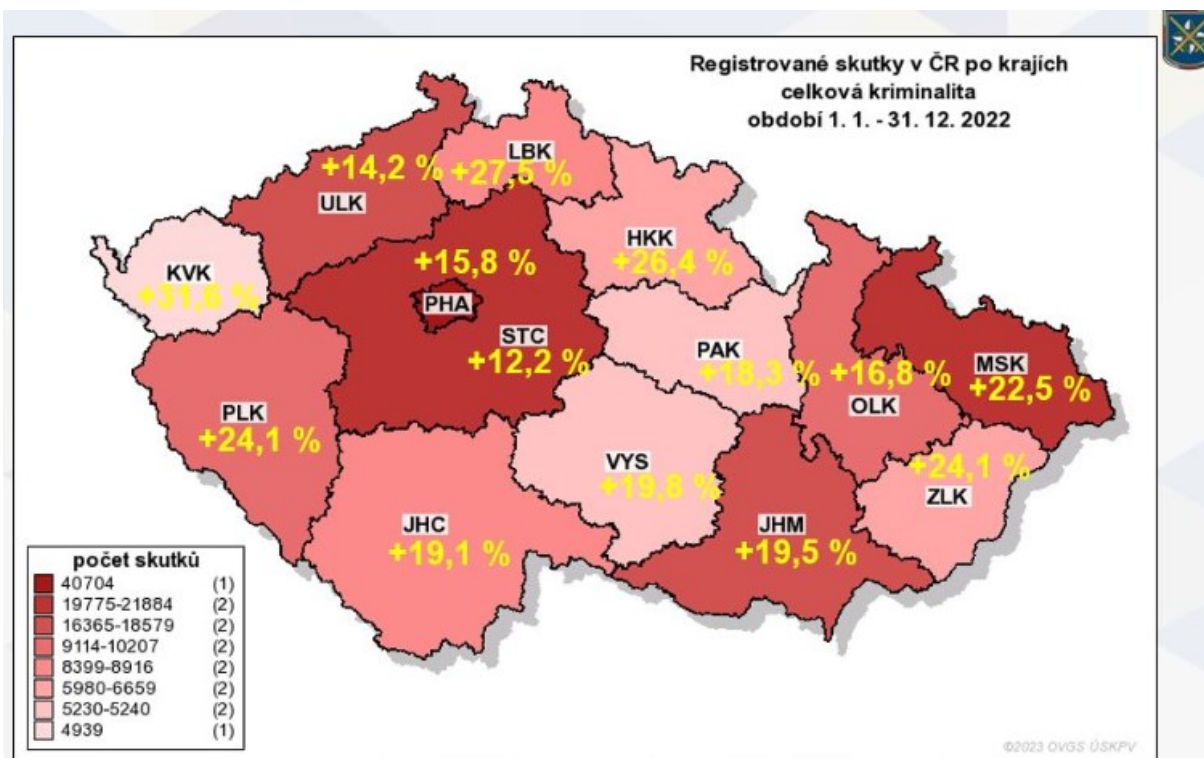 Registrované skutky v ČR po krajích
celková kriminalita
období 1. 1. - 31. 12. 2022
LBK
+27,5 %
+14,2 %
ULK
HKK
+26,4 %
KVK
+31,6 %
+15,8 %
PHA
STC
+12,2 %
PAK
+18,3 %
+16,8 %
OLK
MSK
+22,5 %
PLK
+24,1 %
VYS
+19,8 %
+24,1 %
ZLK
JHC
+19,1 %
JHM
+19,5 %
počet skutků
40704 (1)
19775-21884 (2)
16365-18579 (2)
9114-10207 (2)
8399-8916 (2)
5980-6659 (2)
5230-5240 (2)
4939 (1)
©2023 OVGS ÚSKPV